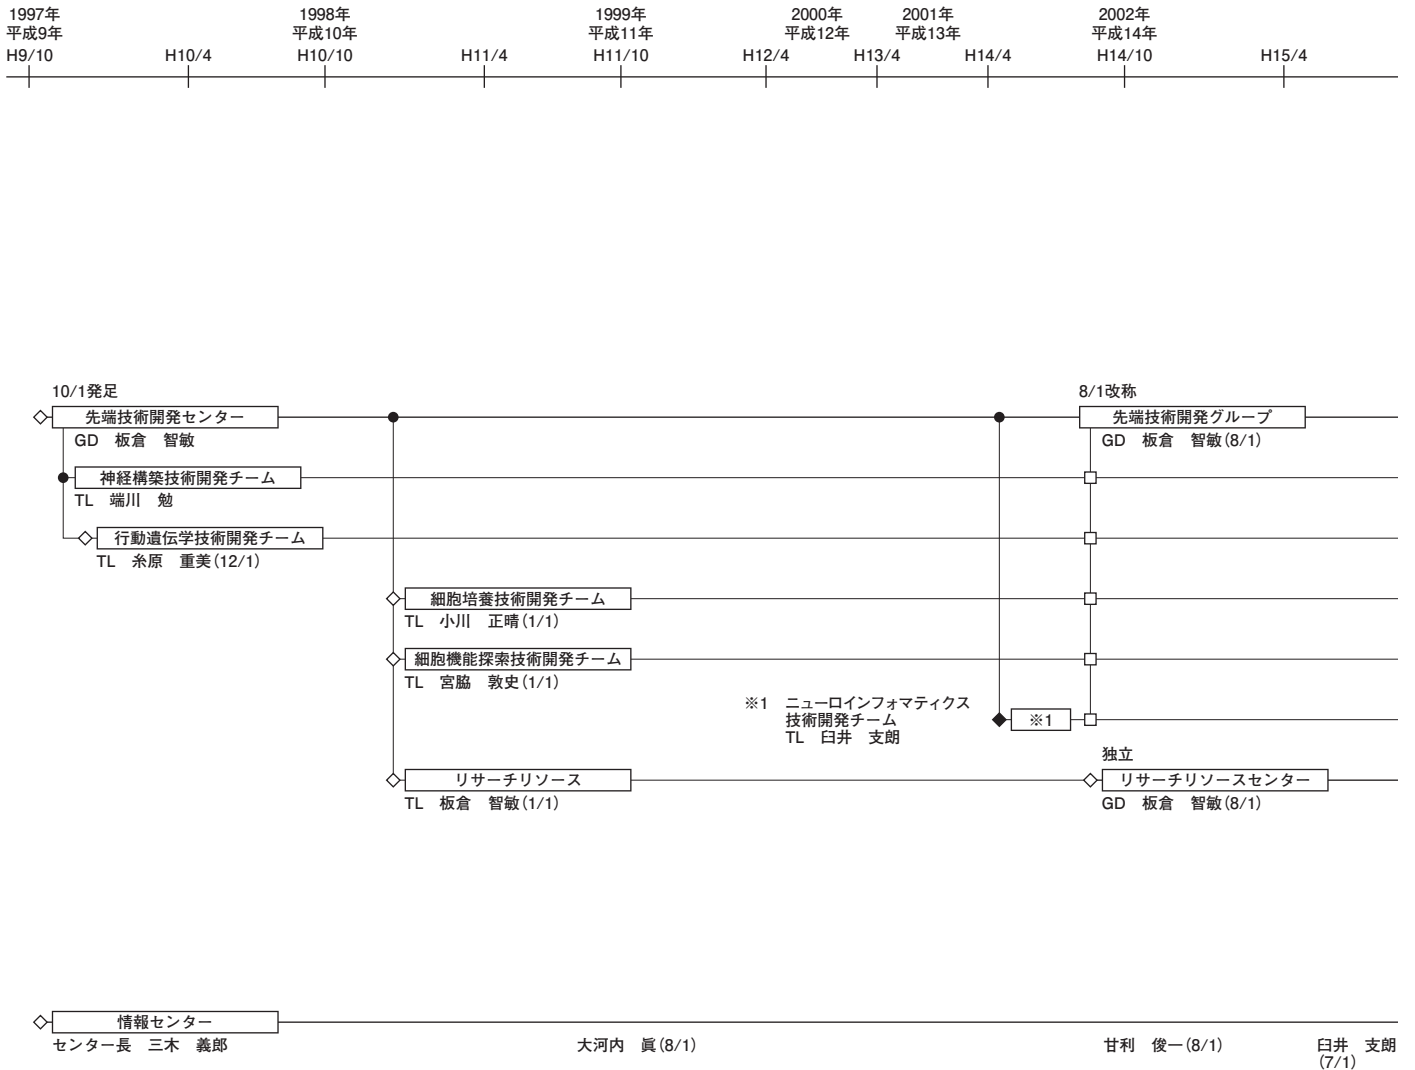 1997年
平成9年
1998年
平成10年
1999年
平成11年
2000年
平成12年
2001年
平成13年
2002年
平成14年
H9/10
H10/4
H10/10
H11/4
H11/10
H12/4
H13/4
H14/4
H14/10
H15/4
10/1発足
先端技術開発センター
GD 板倉 智敏
8/1改称
先端技術開発グループ
GD 板倉 智敏(8/1)
神経構築技術開発チーム
TL 端川 勉
行動遺伝学技術開発チーム
TL 糸原 重美(12/1)
細胞培養技術開発チーム
TL 小川 正晴(1/1)
細胞機能探索技術開発チーム
TL 宮脇 敦史(1/1)
※1 ニューロインフォマティクス
技術開発チーム
TL 臼井 支朗
※1
リサーチリソース
TL 板倉 智敏(1/1)
独立
リサーチリソースセンター
GD 板倉 智敏(8/1)
情報センター
センター長 三木 義郎
大河内 眞(8/1)
甘利 俊一(8/1)
臼井 支朗
(7/1)